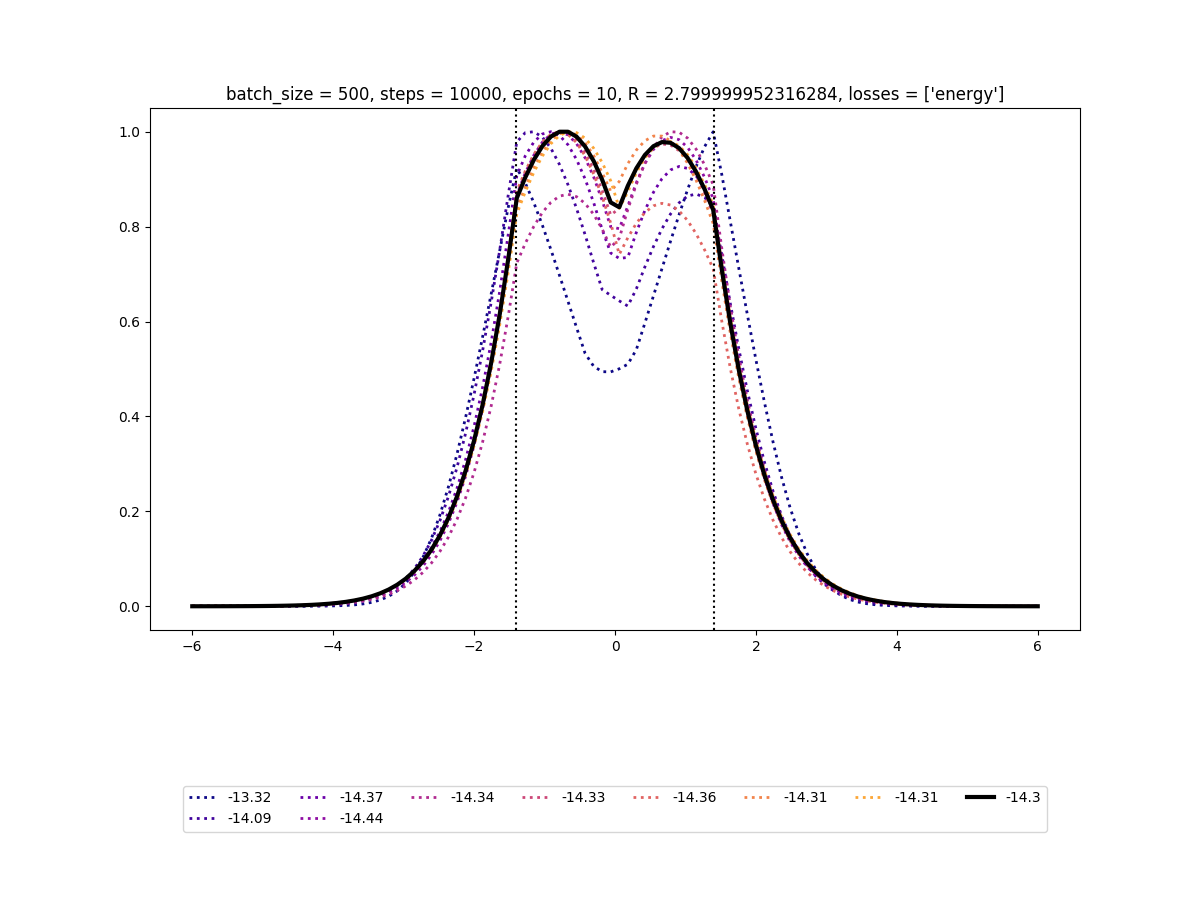 batch_size = 500, steps = 10000, epochs = 10, R = 2.799999952316284, losses = ['energy']
1.0
0.8
0.6
0.4
0.2
0.0
−6 −4 −2 0 2 4 6
-13.32 -14.37 -14.34 -14.33 -14.36 -14.31 -14.31 -14.3
-14.09 -14.44